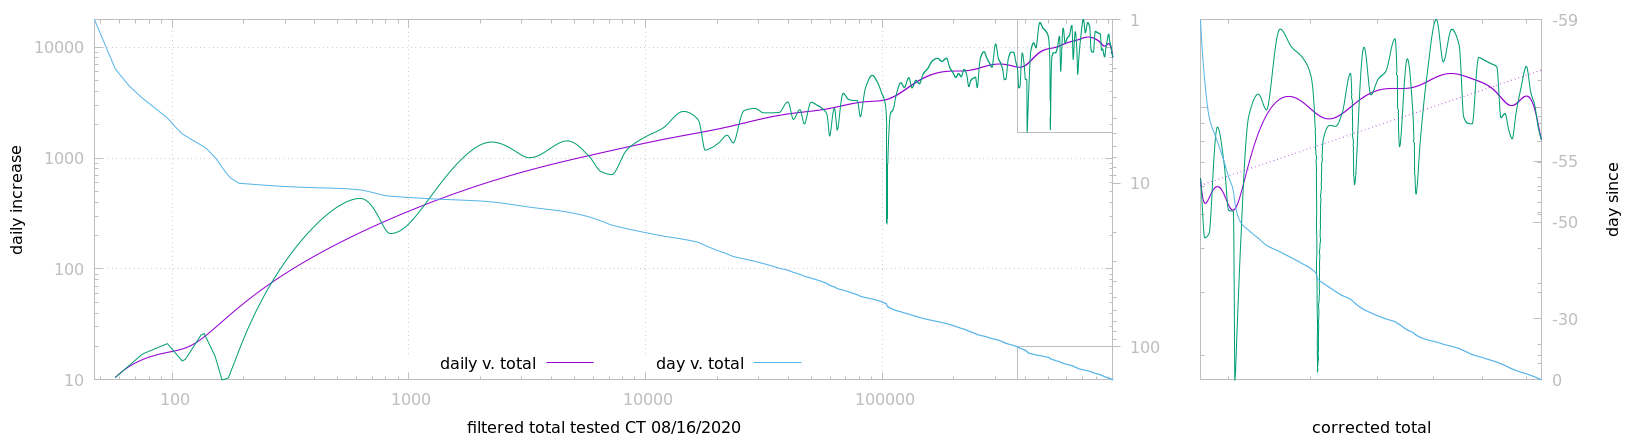 10000
1000
100
10
daily increase
100
1000
10000
100000
filtered total tested CT 08/16/2020
daily v. total
day v. total
1
10
100
-59
-55
-50
-30
0
day since
corrected total